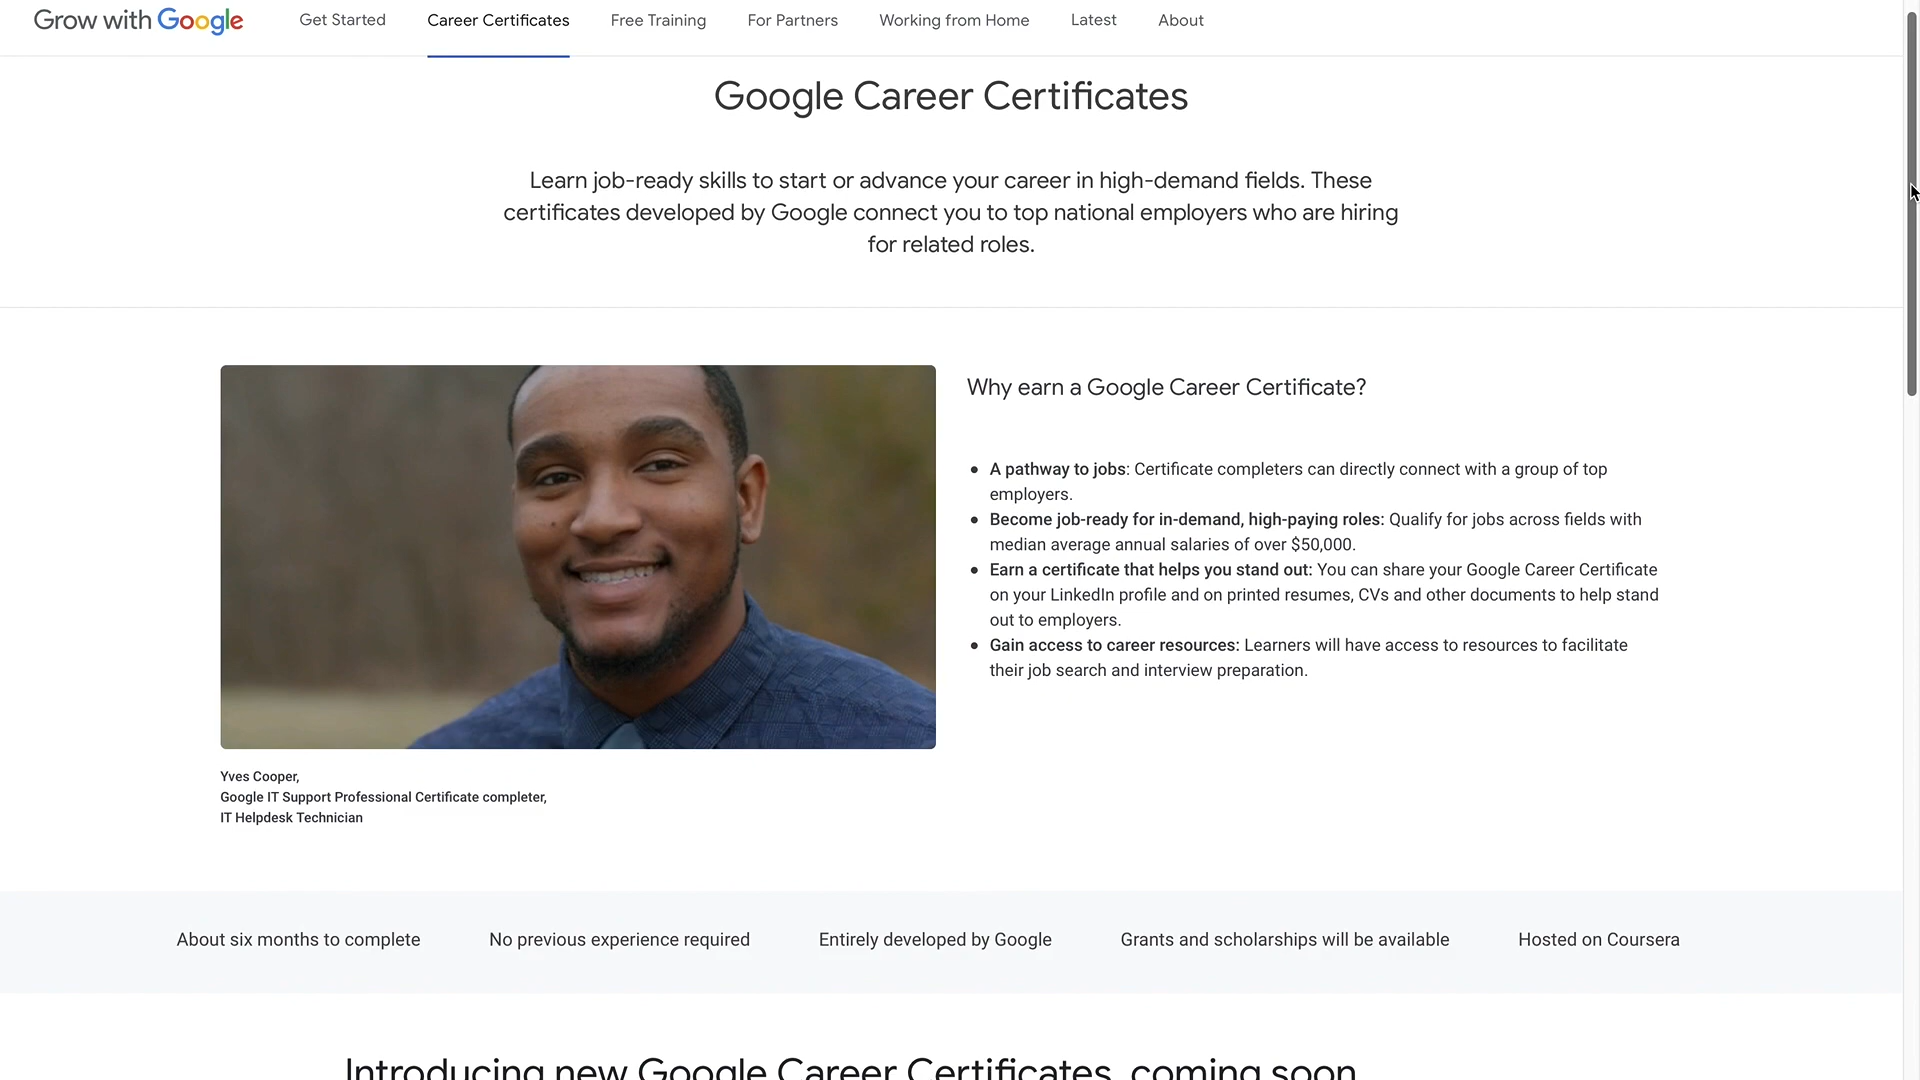 Grow with Google
Get Started
Career Certificates
Free Training
For Partners
Working from Home
Latest
About
Google Career Certificates
Learn job-ready skills to start or advance your career in high-demand fields. These
certificates developed by Google connect you to top national employers who are hiring
for related roles.
Why earn a Google Career Certificate?
A pathway to jobs: Certificate completers can directly connect with a group of top
employers.
Become job-ready for in-demand, high-paying roles: Qualify for jobs across fields with
median average annual salaries of over $50,000.
Earn a certificate that helps you stand out: You can share your Google Career Certificate
on your LinkedIn profile and on printed resumes, CVs and other documents to help stand
out to employers.
Gain access to career resources: Learners will have access to resources to facilitate
their job search and interview preparation.
Yves Cooper,
Google IT Support Professional Certificate completer,
IT Helpdesk Technician
About six months to complete
No previous experience required
Entirely developed by Google
Grants and scholarships will be available
Hosted on Coursera
Introducing new Google Career Certificates, coming soon